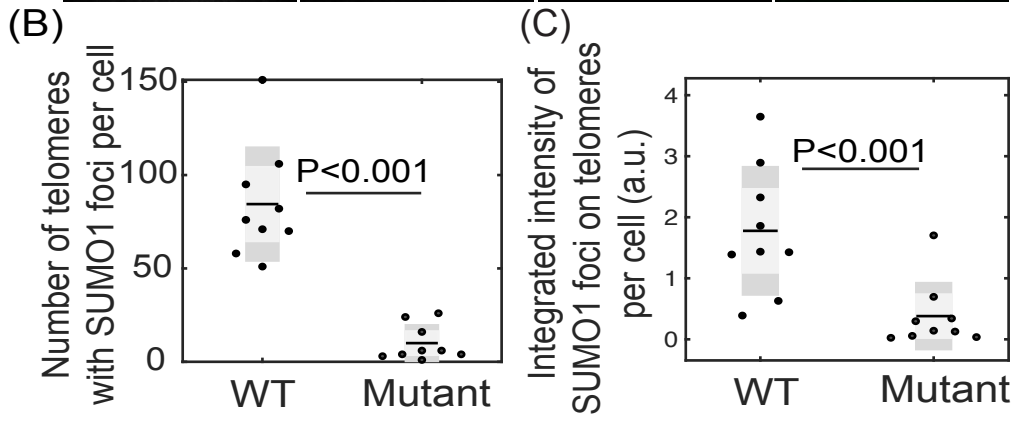 (B)
Number of telomeres
with SUMO1 foci per cell
150
100
50
0
P<0.001
WT
Mutant
(C)
Integrated intensity of
SUMO1 foci on telomeres
per cell (a.u.)
4
3
2
1
0
P<0.001
WT
Mutant